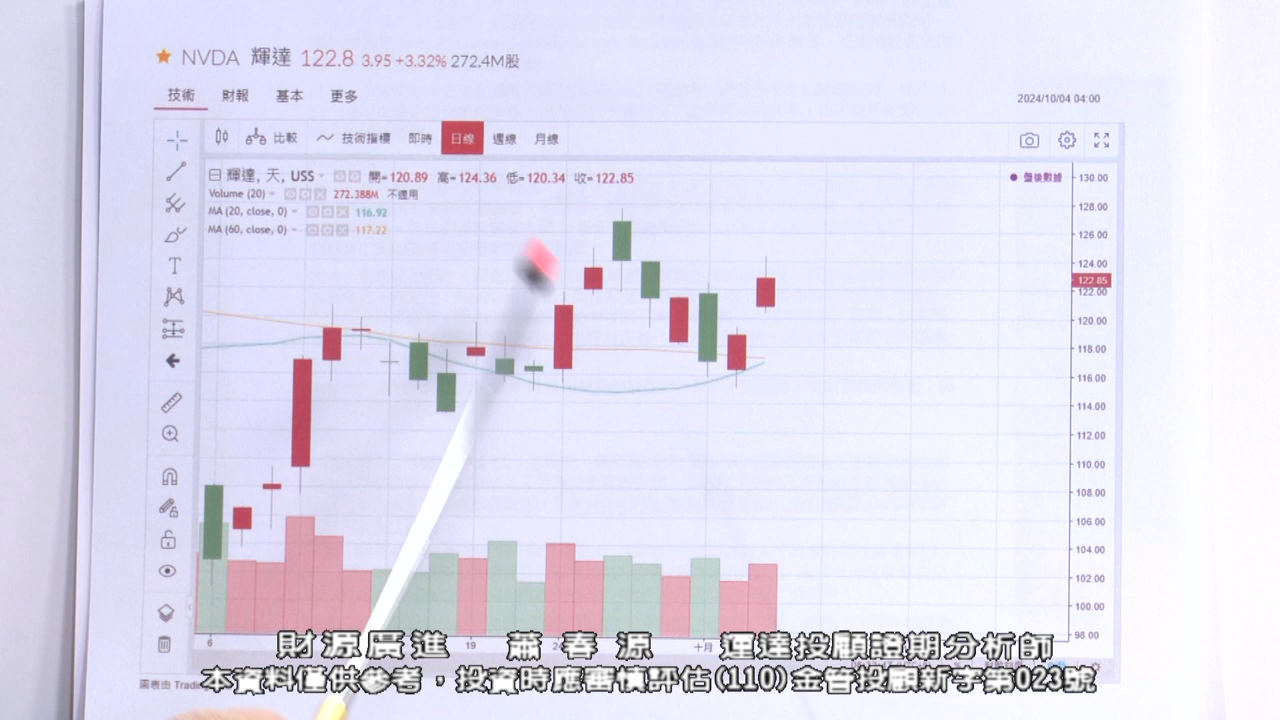 NVDA 輝達 122.8 3.95 +3.32% 272.4M股
技術 財報 基本 更多
2024/10/04 04:00
比較 技術指標 即時 日線 週線 月線
輝達, 天, USS 開=120.89 高=124.36 低=120.34 收=122.85
盤後數據
Volume (20) 272.388M 不適用
MA (20, close, 0) 116.92
MA (60, close, 0) 117.22
130.00
128.00
126.00
124.00
122.85
122.00
120.00
118.00
116.00
114.00
112.00
110.00
108.00
106.00
104.00
102.00
100.00
98.00
6 19 十月
財源廣進 蕭春源 運達投顧證期分析師
本資料僅供參考，投資時應審慎評估(110)金管投顧新字第023號
圖表由